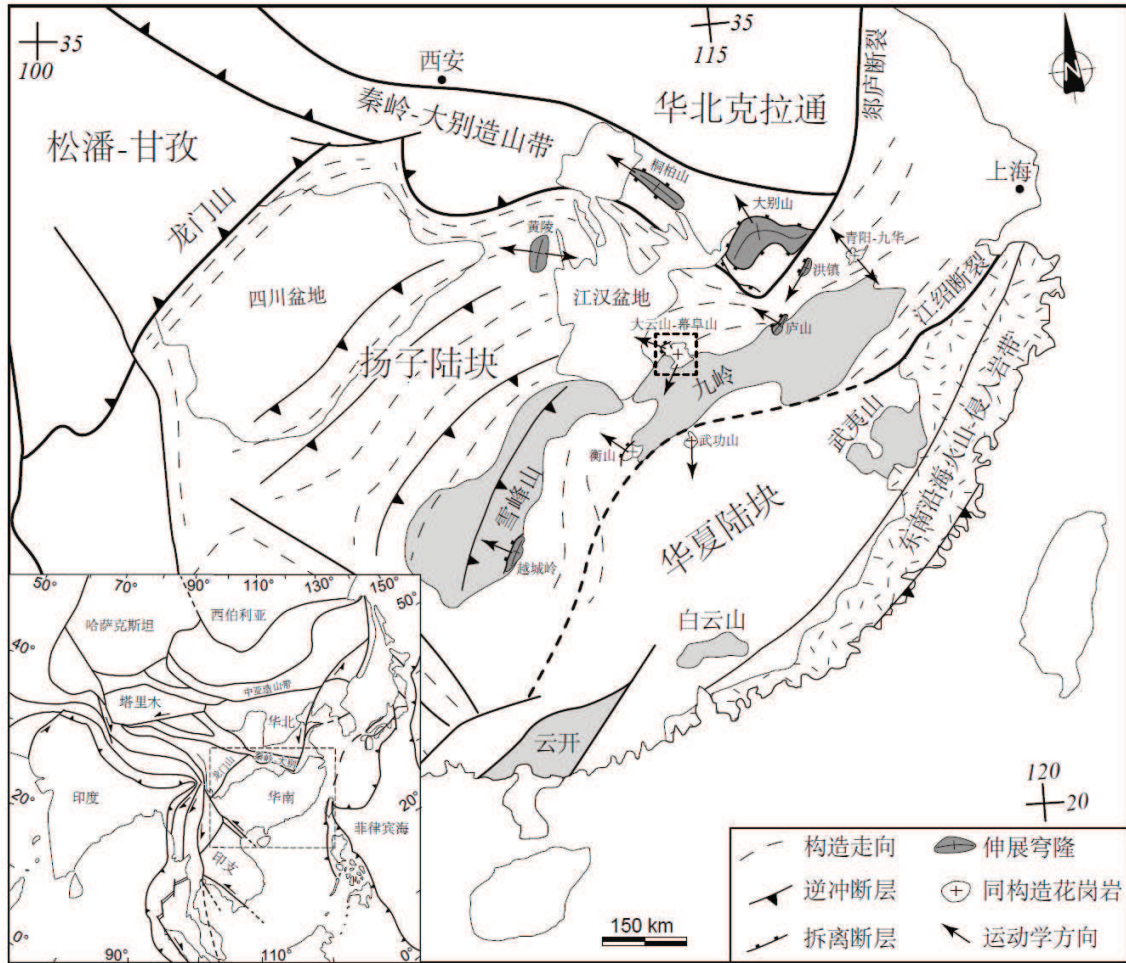 35
100
35
115
西安
秦岭-大别造山带
华北克拉通
郯庐断裂
松潘-甘孜
桐柏山
上海
龙门山
大别山
黄陵
青阳-九华
洪镇
四川盆地
江汉盆地
江绍断裂
大云山-幕阜山
庐山
扬子陆块
九岭
武夷山
东南沿海火山-侵入岩带
衡山
武功山
雪峰山
华夏陆块
越城岭
白云山
云开
120
20
50°
70°
90°
110°
130°
150°
50°
西伯利亚
哈萨克斯坦
40°
中亚造山带
塔里木
华北
龙门山
秦岭-大别
印度
华南
20°
20°
菲律宾海
印支
0°
90°
110°
0°
150 km
构造走向
伸展穹隆
逆冲断层
同构造花岗岩
拆离断层
运动学方向
N